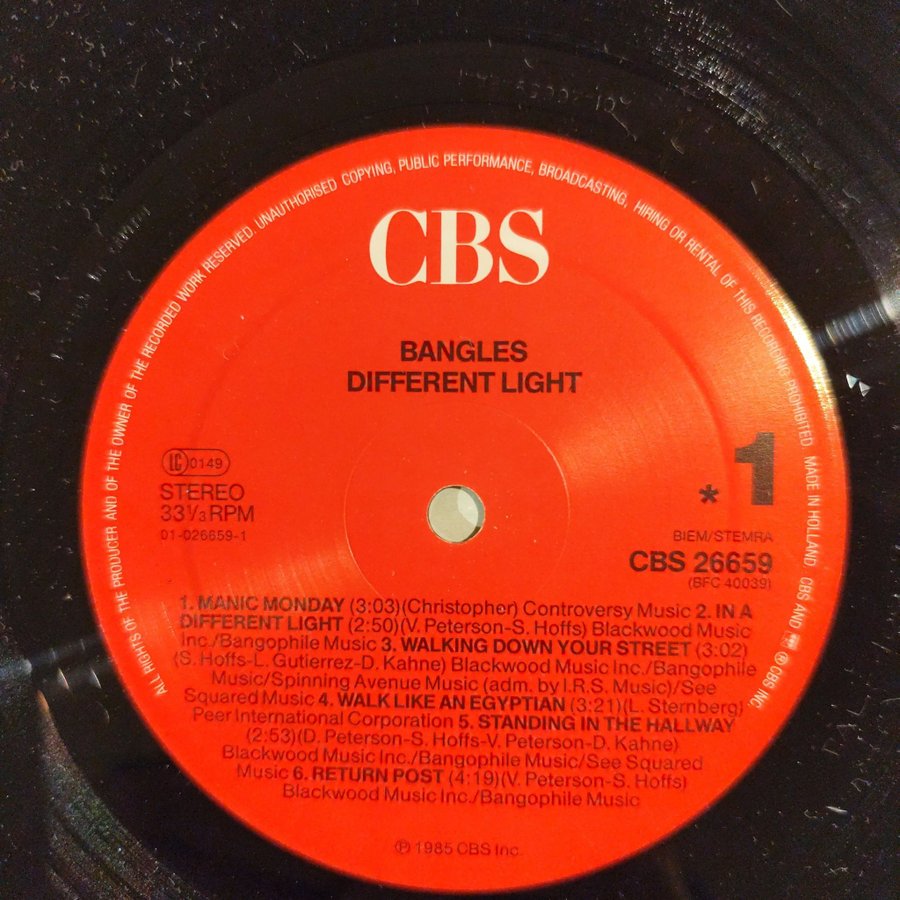 ALL RIGHTS OF THE PRODUCER AND OF THE OWNER OF THE RECORDED WORK RESERVED. UNAUTHORISED COPYING, PUBLIC PERFORMANCE, BROADCASTING, HIRING OR RENTAL OF THIS RECORDING PROHIBITED. MADE IN HOLLAND. CBS AND ℗ CBS INC.
CBS
BANGLES
DIFFERENT LIGHT
LC 0149
STEREO
33⅓ RPM
01-026659-1
* 1
BIEM/STEMRA
CBS 26659
(BFC 40039)
1. MANIC MONDAY (3:03)(Christopher) Controversy Music 2. IN A
DIFFERENT LIGHT (2:50)(V. Peterson-S. Hoffs) Blackwood Music
Inc./Bangophile Music 3. WALKING DOWN YOUR STREET (3:02)
(S. Hoffs-L. Gutierrez-D. Kahne) Blackwood Music Inc./Bangophile
Music/Spinning Avenue Music (adm. by I.R.S. Music)/See
Squared Music 4. WALK LIKE AN EGYPTIAN (3:21)(L. Sternberg)
Peer International Corporation 5. STANDING IN THE HALLWAY
(2:53)(D. Peterson-S. Hoffs-V. Peterson-D. Kahne)
Blackwood Music Inc./Bangophile Music/See Squared
Music 6. RETURN POST (4:19)(V. Peterson-S. Hoffs)
Blackwood Music Inc./Bangophile Music
℗ 1985 CBS Inc.